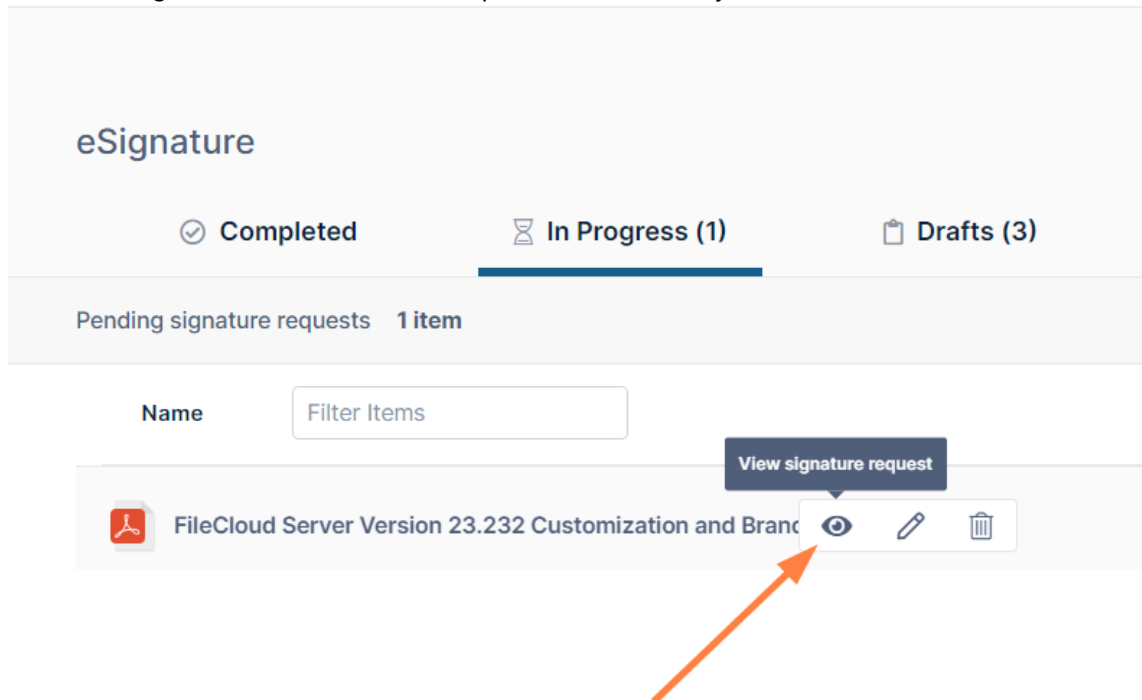 eSignature
Completed
In Progress (1)
Drafts (3)
Pending signature requests 1 item
Name
Filter Items
View signature request
FileCloud Server Version 23.232 Customization and